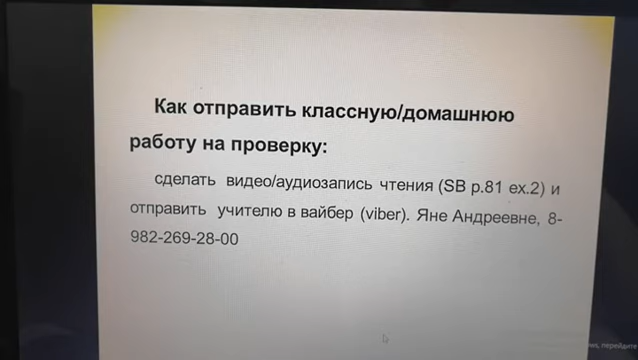 Как отправить классную/домашнюю
работу на проверку:
сделать видео/аудиозапись чтения (SB p.81 ex.2) и
отправить учителю в вайбер (viber). Яне Андреевне, 8-
982-269-28-00
перейдите